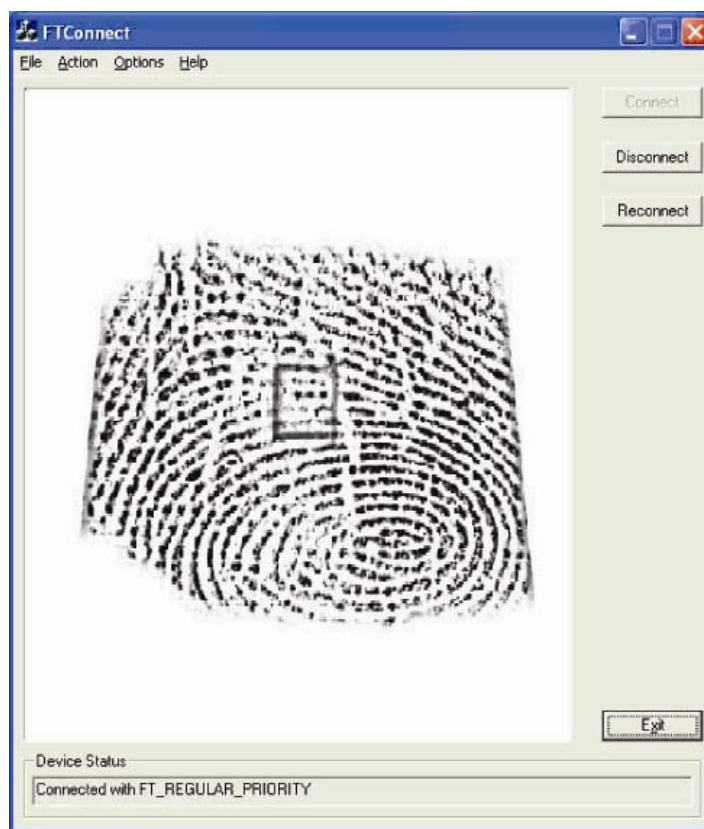 FTConnect
File Action Options Help
Connect
Disconnect
Reconnect
Exit
Device Status
Connected with FT_REGULAR_PRIORITY